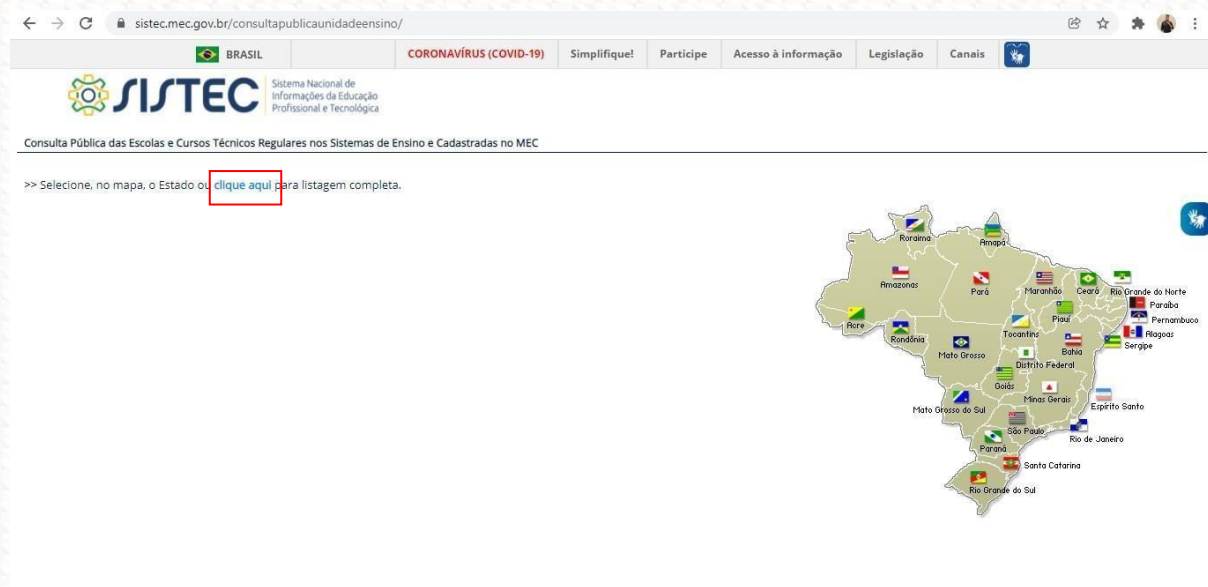 sistec.mec.gov.br/consultapublicaunidadeensino/
BRASIL
CORONAVÍRUS (COVID-19)
Simplifique!
Participe
Acesso à informação
Legislação
Canais
SISTEC
Sistema Nacional de
Informações da Educação
Profissional e Tecnológica
Consulta Pública das Escolas e Cursos Técnicos Regulares nos Sistemas de Ensino e Cadastradas no MEC
>> Selecione, no mapa, o Estado ou clique aqui para listagem completa.
Roraima
Amapá
Amazonas
Pará
Maranhão
Ceará
Rio Grande do Norte
Paraíba
Pernambuco
Piauí
Acre
Rondônia
Tocantins
Alagoas
Sergipe
Mato Grosso
Bahia
Distrito Federal
Goiás
Minas Gerais
Espírito Santo
Mato Grosso do Sul
São Paulo
Rio de Janeiro
Paraná
Santa Catarina
Rio Grande do Sul